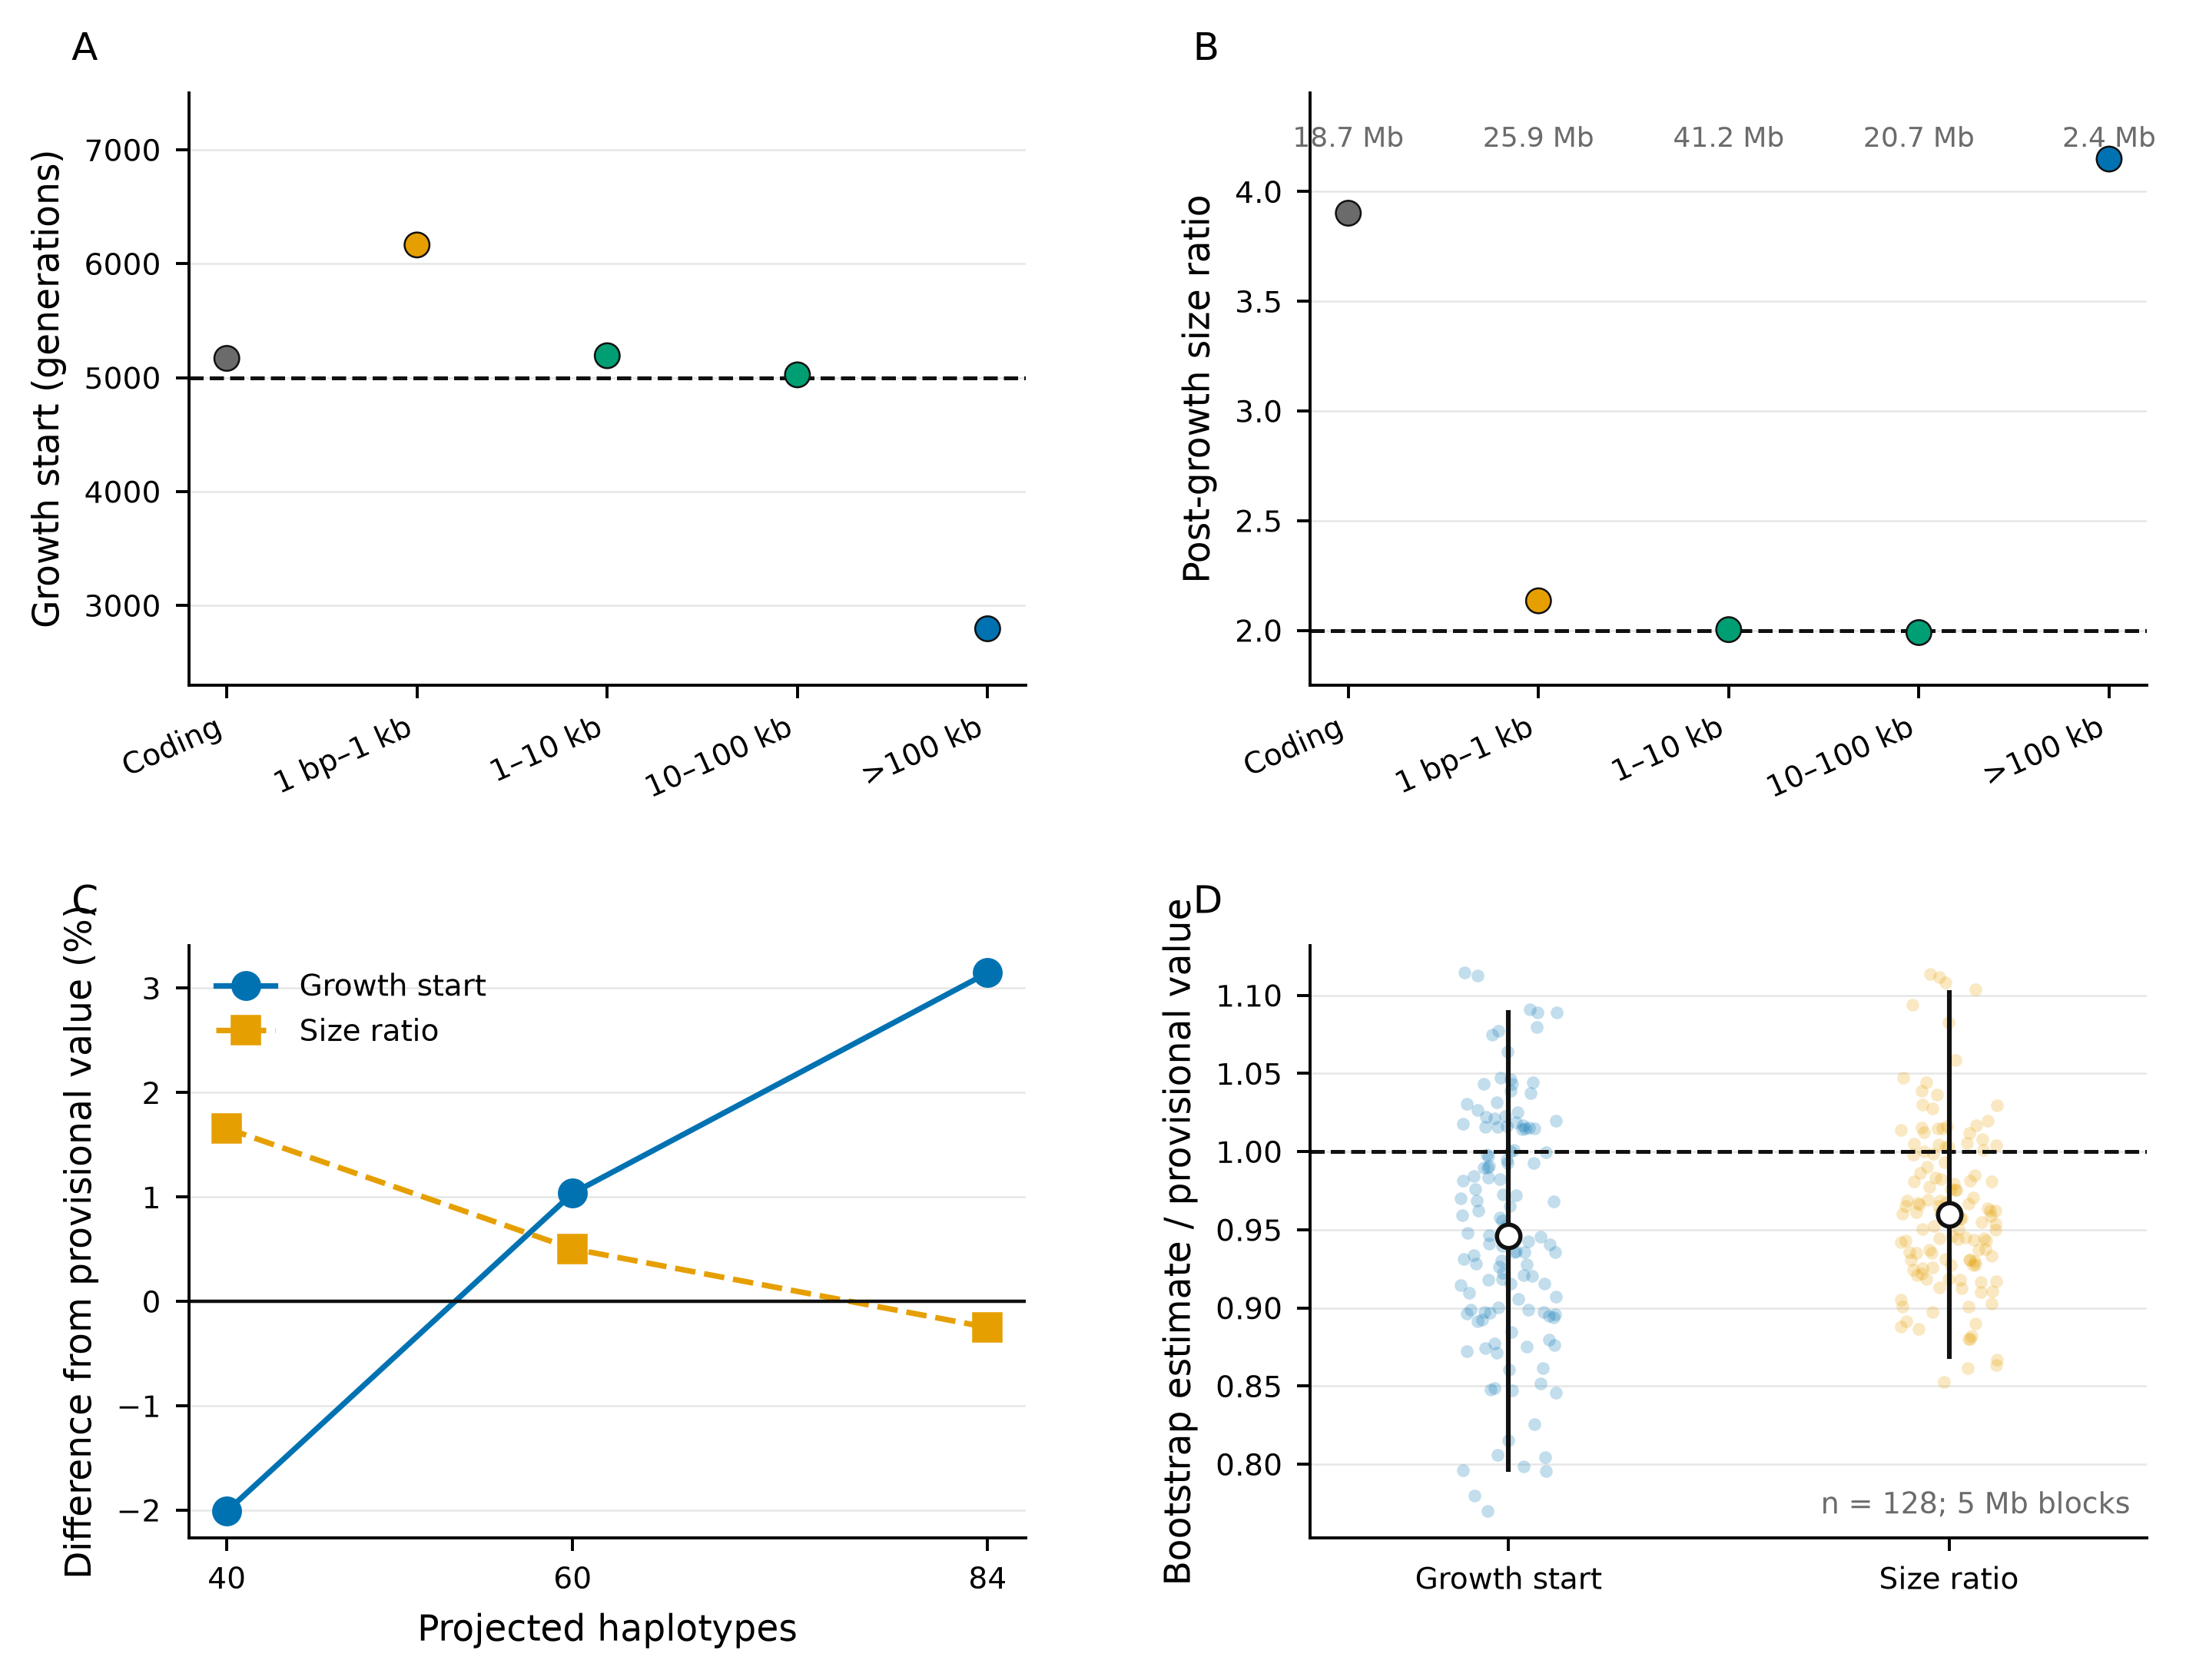 A
Growth start (generations)
7000
6000
5000
4000
3000
Coding
1 bp–1 kb
1–10 kb
10–100 kb
>100 kb
B
Post-growth size ratio
18.7 Mb
25.9 Mb
41.2 Mb
20.7 Mb
2.4 Mb
4.0
3.5
3.0
2.5
2.0
Coding
1 bp–1 kb
1–10 kb
10–100 kb
>100 kb
C
Difference from provisional value (%)
3
2
1
0
−1
−2
Growth start
Size ratio
40
60
84
Projected haplotypes
D
Bootstrap estimate / provisional value
1.10
1.05
1.00
0.95
0.90
0.85
0.80
n = 128; 5 Mb blocks
Growth start
Size ratio